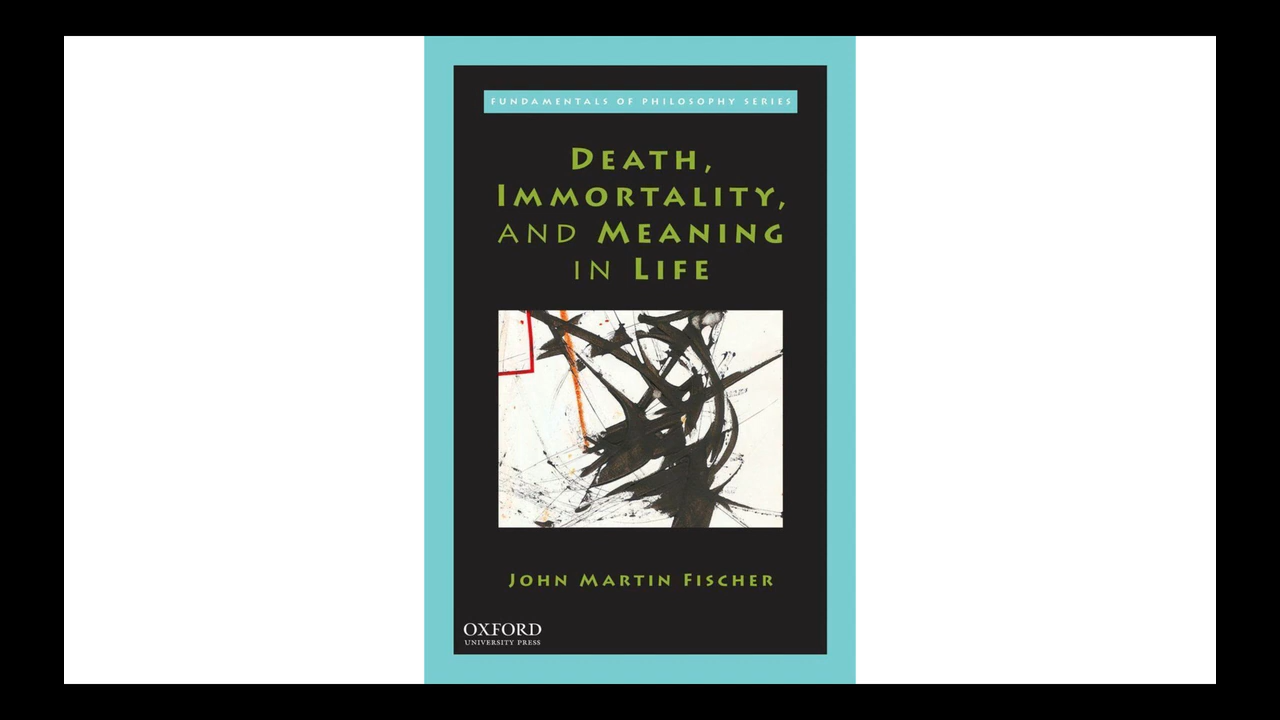 FUNDAMENTALS OF PHILOSOPHY SERIES
DEATH,
IMMORTALITY,
AND MEANING
IN LIFE
JOHN MARTIN FISCHER
OXFORD
UNIVERSITY PRESS